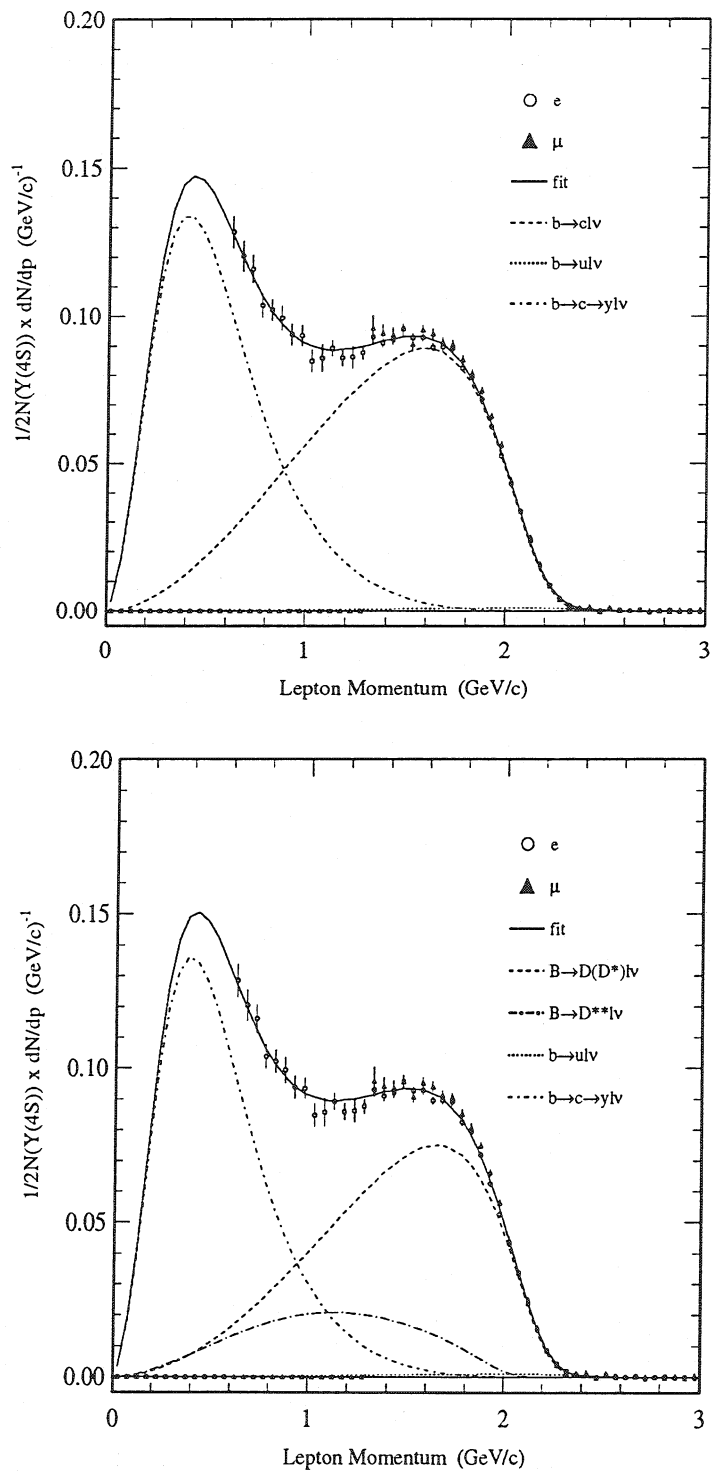 0.20
0.15
0.10
0.05
0.00
1/2N(Y(4S)) x dN/dp (GeV/c)⁻¹
e
μ
fit
b→clν
b→ulν
b→c→ylν
0
1
2
3
Lepton Momentum (GeV/c)
0.20
0.15
0.10
0.05
0.00
1/2N(Y(4S)) x dN/dp (GeV/c)⁻¹
e
μ
fit
B→D(D*)lν
B→D**lν
b→ulν
b→c→ylν
0
1
2
3
Lepton Momentum (GeV/c)